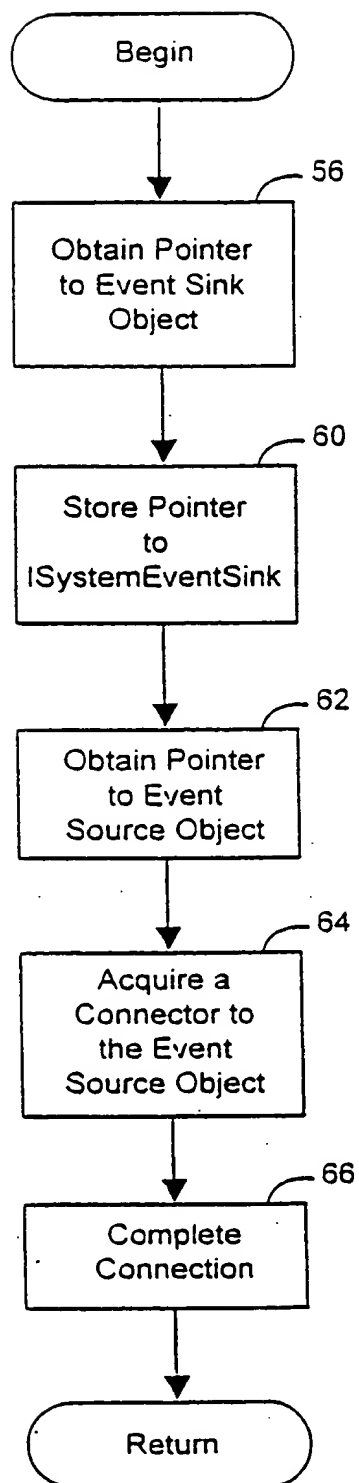 Begin
56
Obtain Pointer
to Event Sink
Object
60
Store Pointer
to
ISystemEventSink
62
Obtain Pointer
to Event
Source Object
64
Acquire a
Connector to
the Event
Source Object
66
Complete
Connection
Return